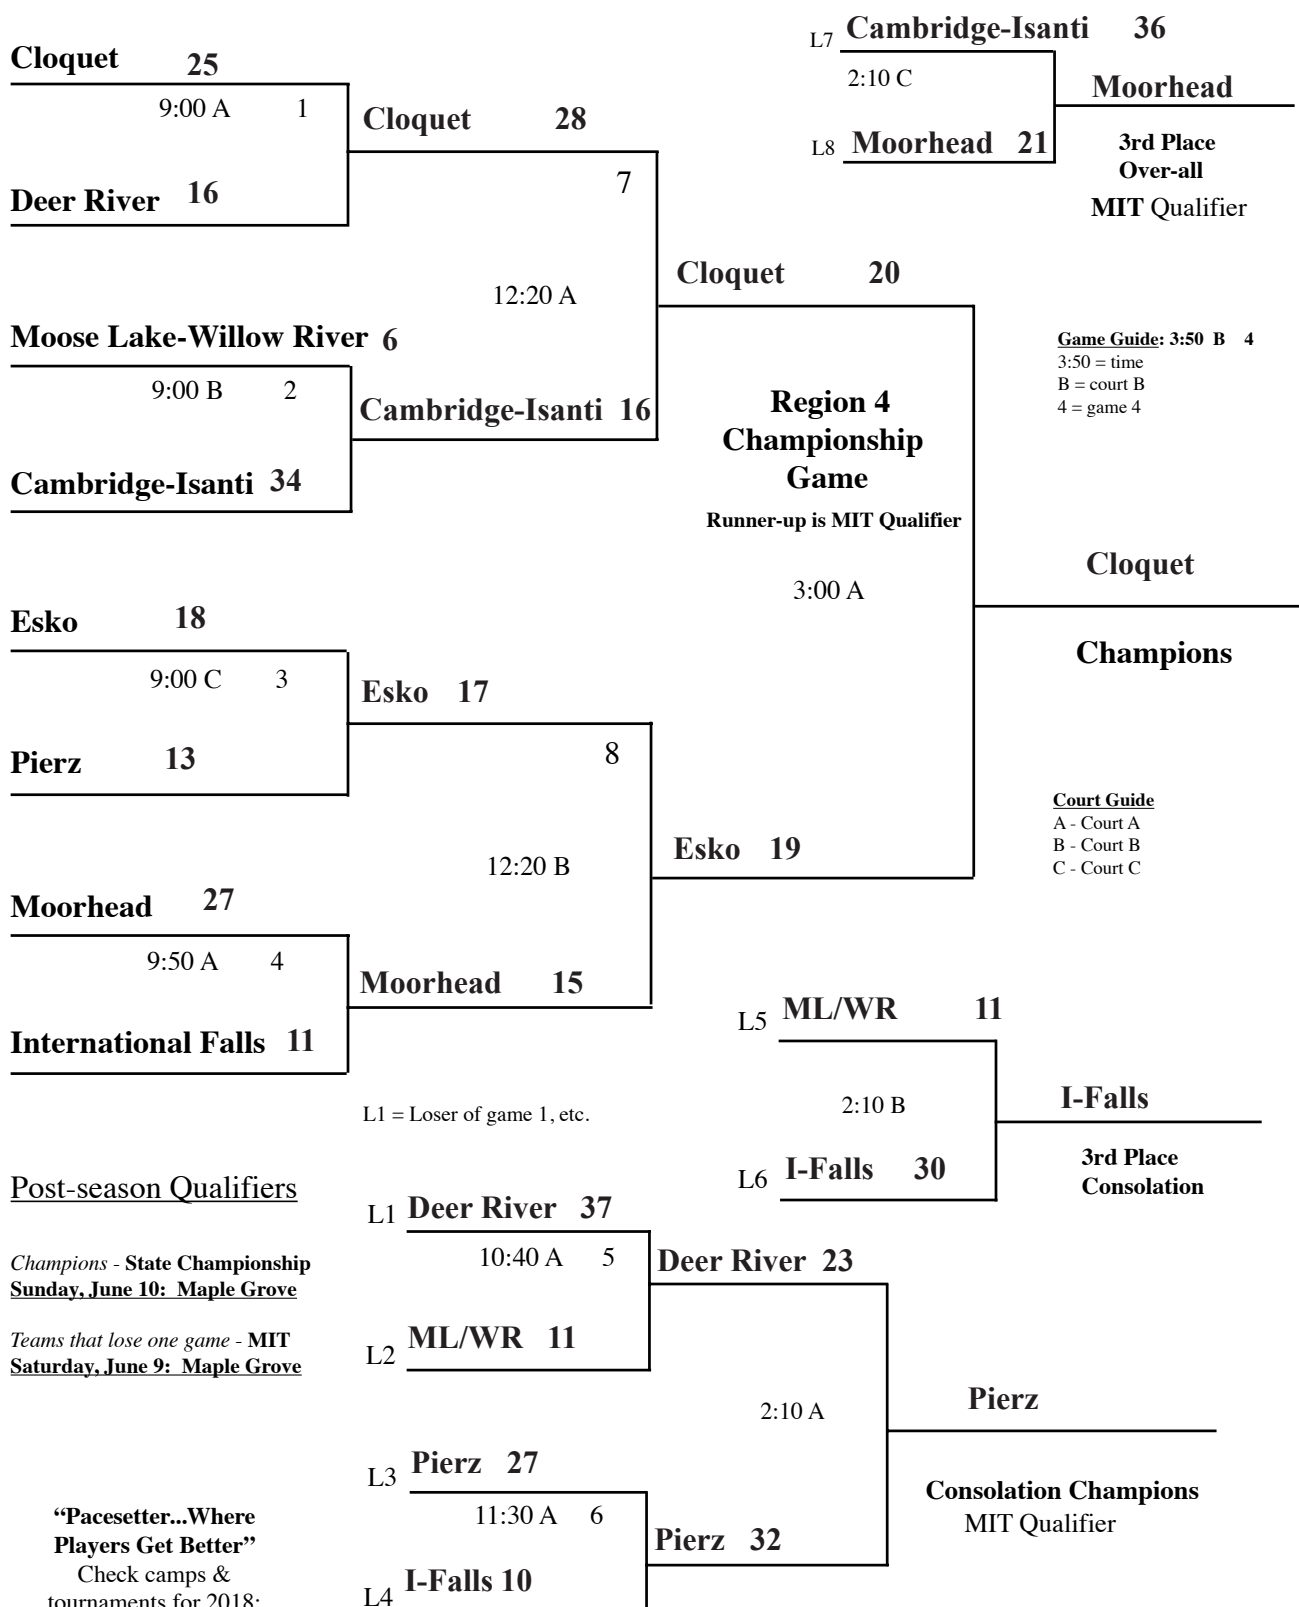 Cloquet 25
9:00 A 1
Deer River 16
Cloquet 28
7
12:20 A
Moose Lake-Willow River 6
9:00 B 2
Cambridge-Isanti 34
Cambridge-Isanti 16
L7 Cambridge-Isanti 36
2:10 C
L8 Moorhead 21
Moorhead
3rd Place
Over-all
MIT Qualifier
Cloquet 20
Game Guide: 3:50 B 4
3:50 = time
B = court B
4 = game 4
Region 4
Championship
Game
Runner-up is MIT Qualifier
3:00 A
Cloquet
Champions
Esko 18
9:00 C 3
Pierz 13
Esko 17
8
12:20 B
Esko 19
Court Guide
A - Court A
B - Court B
C - Court C
Moorhead 27
9:50 A 4
International Falls 11
Moorhead 15
L1 = Loser of game 1, etc.
L5 ML/WR 11
2:10 B
L6 I-Falls 30
I-Falls
3rd Place
Consolation
Post-season Qualifiers
Champions - State Championship
Sunday, June 10: Maple Grove
Teams that lose one game - MIT
Saturday, June 9: Maple Grove
L1 Deer River 37
10:40 A 5
L2 ML/WR 11
Deer River 23
2:10 A
Pierz
Consolation Champions
MIT Qualifier
L3 Pierz 27
11:30 A 6
L4 I-Falls 10
Pierz 32
“Pacesetter...Where
Players Get Better”
Check camps &
tournaments for 2018: